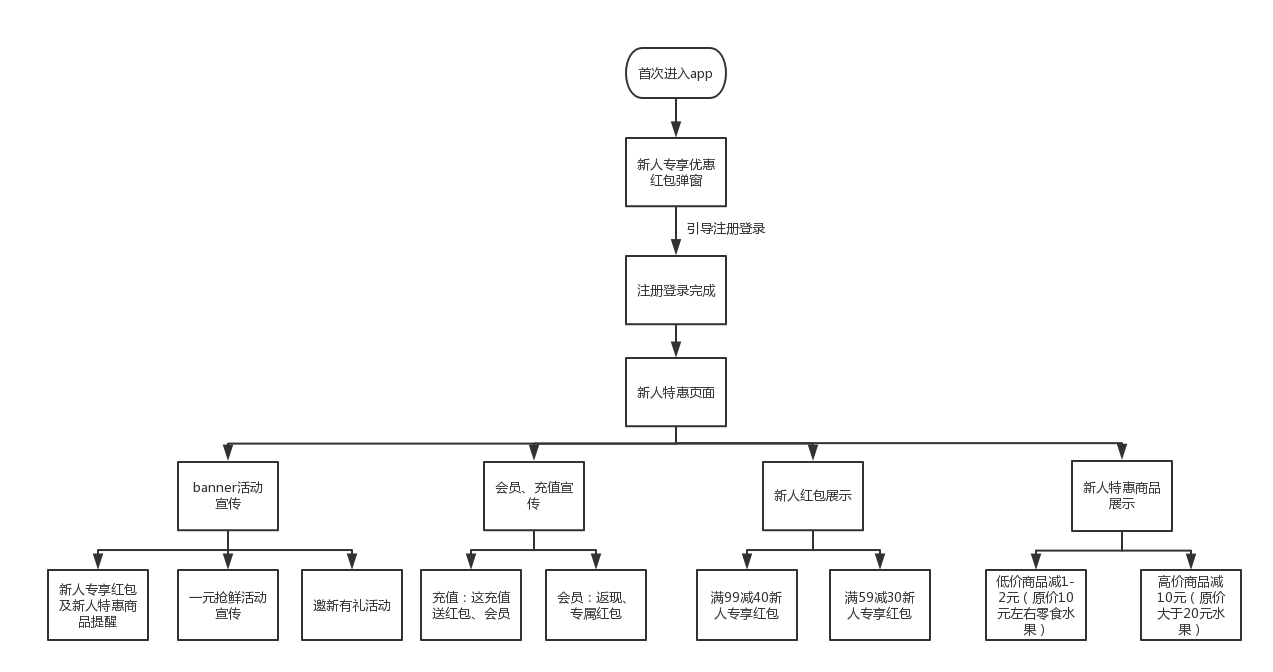 首次进入app
新人专享优惠
红包弹窗
引导注册登录
注册登录完成
新人特惠页面
banner活动
宣传
会员、充值宣
传
新人红包展示
新人特惠商品
展示
新人专享红包
及新人特惠商
品提醒
一元抢鲜活动
宣传
邀新有礼活动
充值：这充值
送红包、会员
会员：返现、
专属红包
满99减40新
人专享红包
满59减30新
人专享红包
低价商品减1-
2元（原价10
元左右零食水
果）
高价商品减
10元（原价
大于20元水
果）